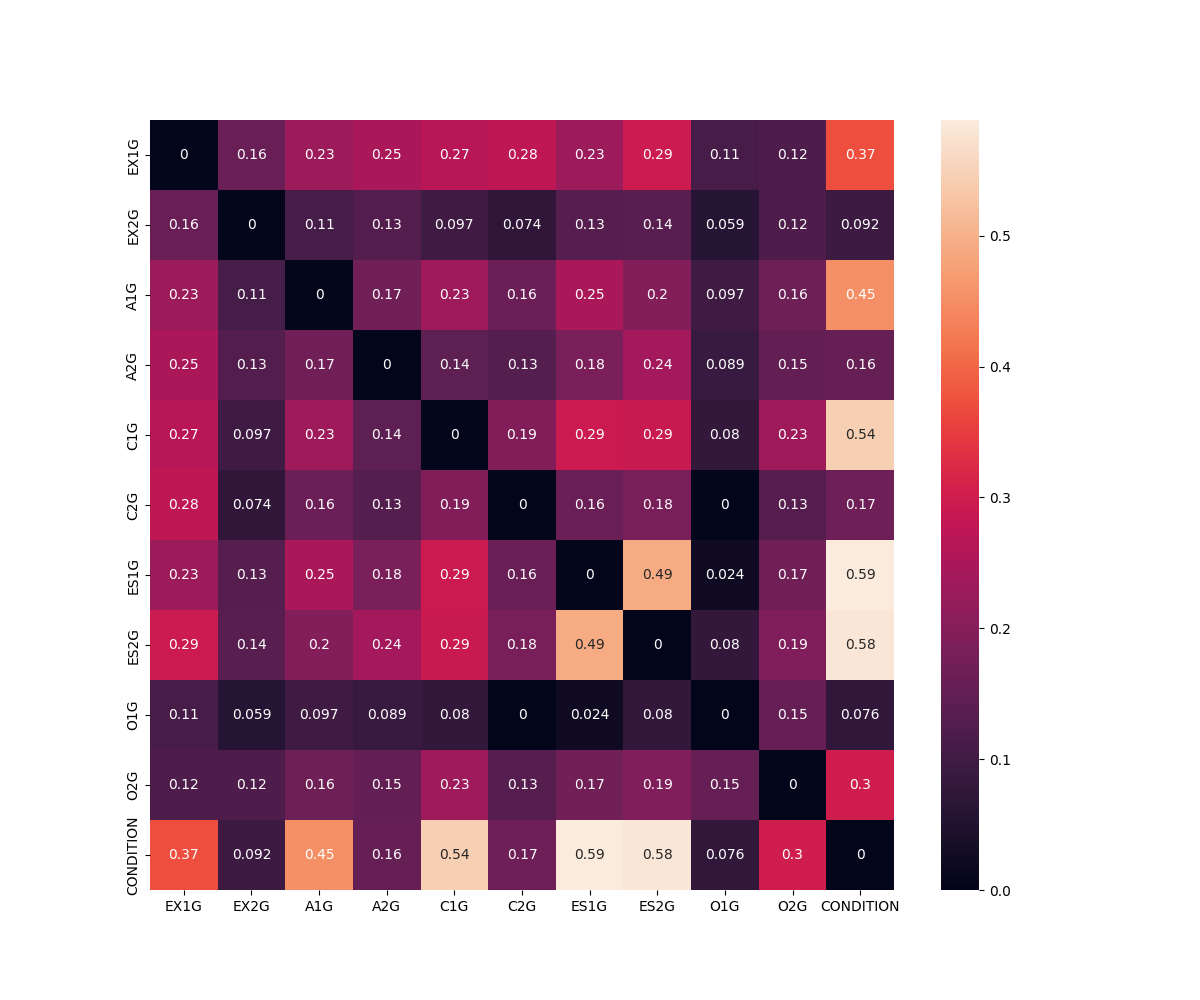 EX1G 0 0.16 0.23 0.25 0.27 0.28 0.23 0.29 0.11 0.12 0.37
EX2G 0.16 0 0.11 0.13 0.097 0.074 0.13 0.14 0.059 0.12 0.092
A1G 0.23 0.11 0 0.17 0.23 0.16 0.25 0.2 0.097 0.16 0.45
A2G 0.25 0.13 0.17 0 0.14 0.13 0.18 0.24 0.089 0.15 0.16
C1G 0.27 0.097 0.23 0.14 0 0.19 0.29 0.29 0.08 0.23 0.54
C2G 0.28 0.074 0.16 0.13 0.19 0 0.16 0.18 0 0.13 0.17
ES1G 0.23 0.13 0.25 0.18 0.29 0.16 0 0.49 0.024 0.17 0.59
ES2G 0.29 0.14 0.2 0.24 0.29 0.18 0.49 0 0.08 0.19 0.58
O1G 0.11 0.059 0.097 0.089 0.08 0 0.024 0.08 0 0.15 0.076
O2G 0.12 0.12 0.16 0.15 0.23 0.13 0.17 0.19 0.15 0 0.3
CONDITION 0.37 0.092 0.45 0.16 0.54 0.17 0.59 0.58 0.076 0.3 0
EX1G EX2G A1G A2G C1G C2G ES1G ES2G O1G O2G CONDITION
0.5
0.4
0.3
0.2
0.1
0.0